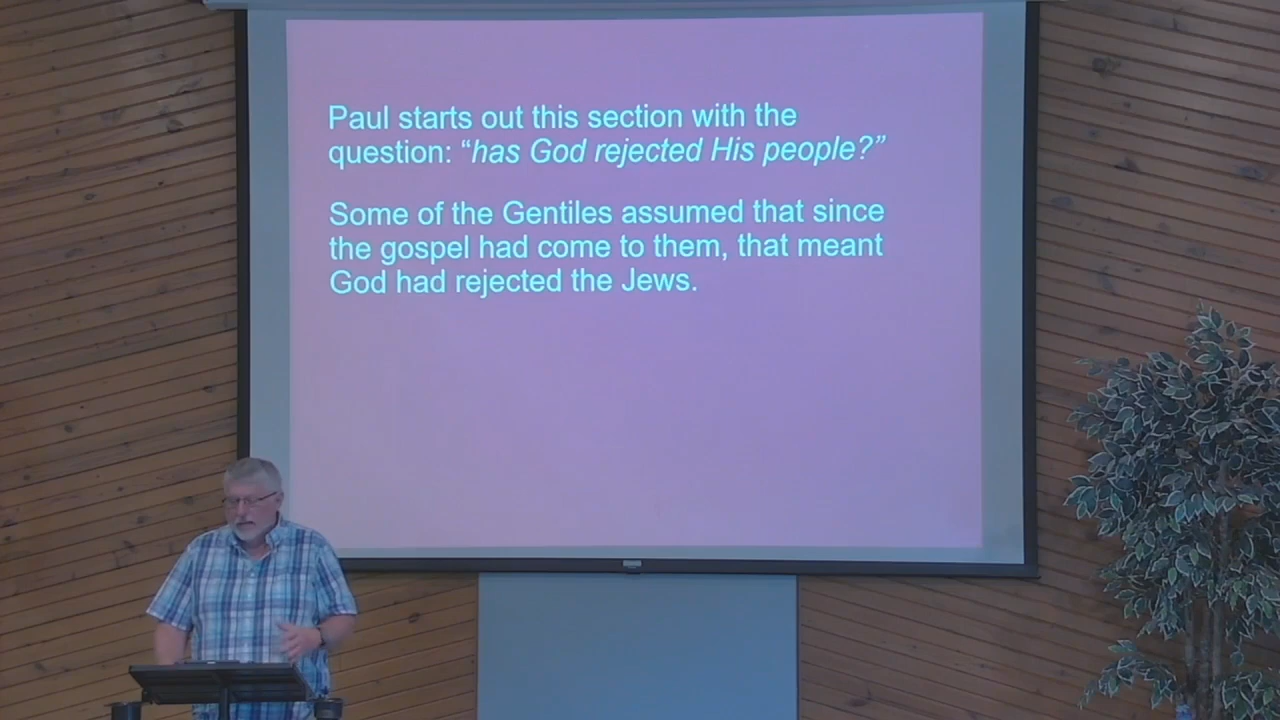 Paul starts out this section with the
question: “has God rejected His people?”
Some of the Gentiles assumed that since
the gospel had come to them, that meant
God had rejected the Jews.